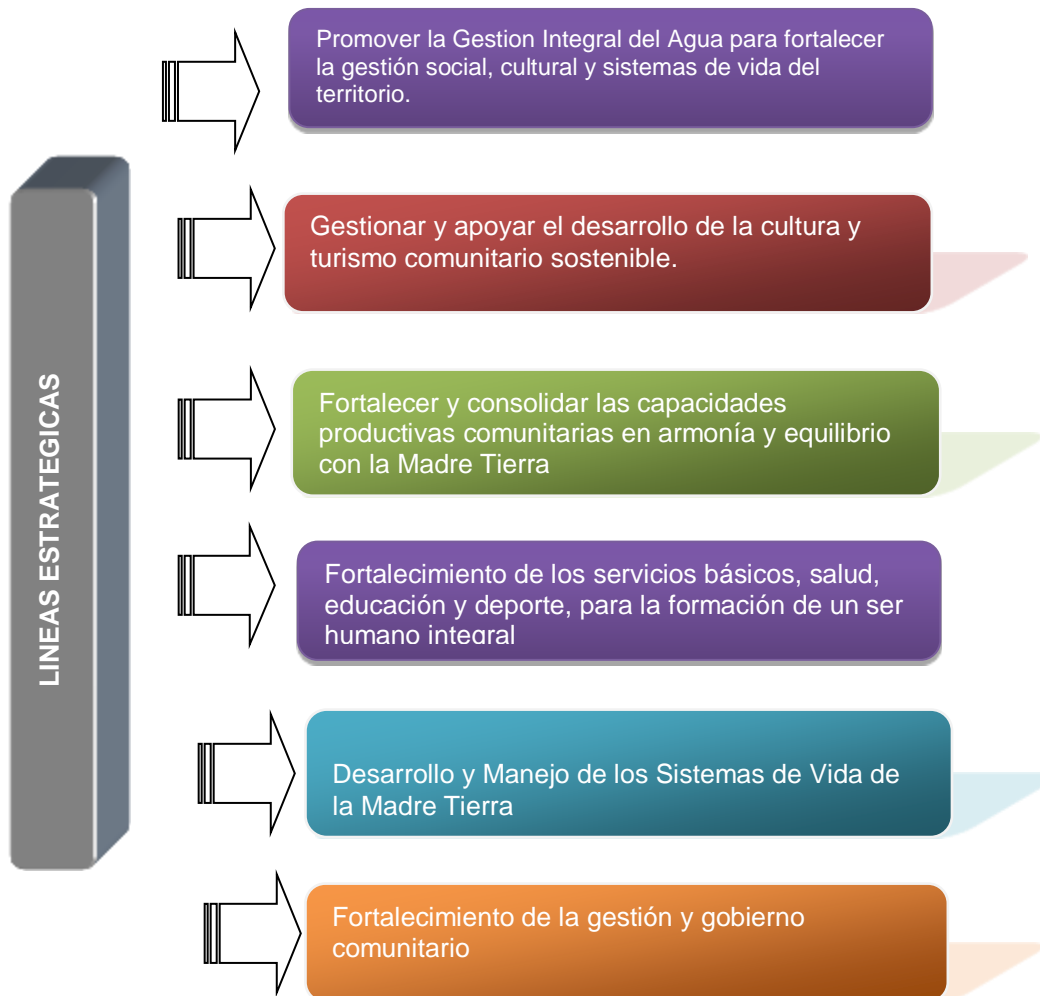 Promover la Gestion Integral del Agua para fortalecer
la gestión social, cultural y sistemas de vida del
territorio.
LINEAS ESTRATEGICAS
Gestionar y apoyar el desarrollo de la cultura y
turismo comunitario sostenible.
Fortalecer y consolidar las capacidades
productivas comunitarias en armonía y equilibrio
con la Madre Tierra
Fortalecimiento de los servicios básicos, salud,
educación y deporte, para la formación de un ser
humano integral
Desarrollo y Manejo de los Sistemas de Vida de
la Madre Tierra
Fortalecimiento de la gestión y gobierno
comunitario